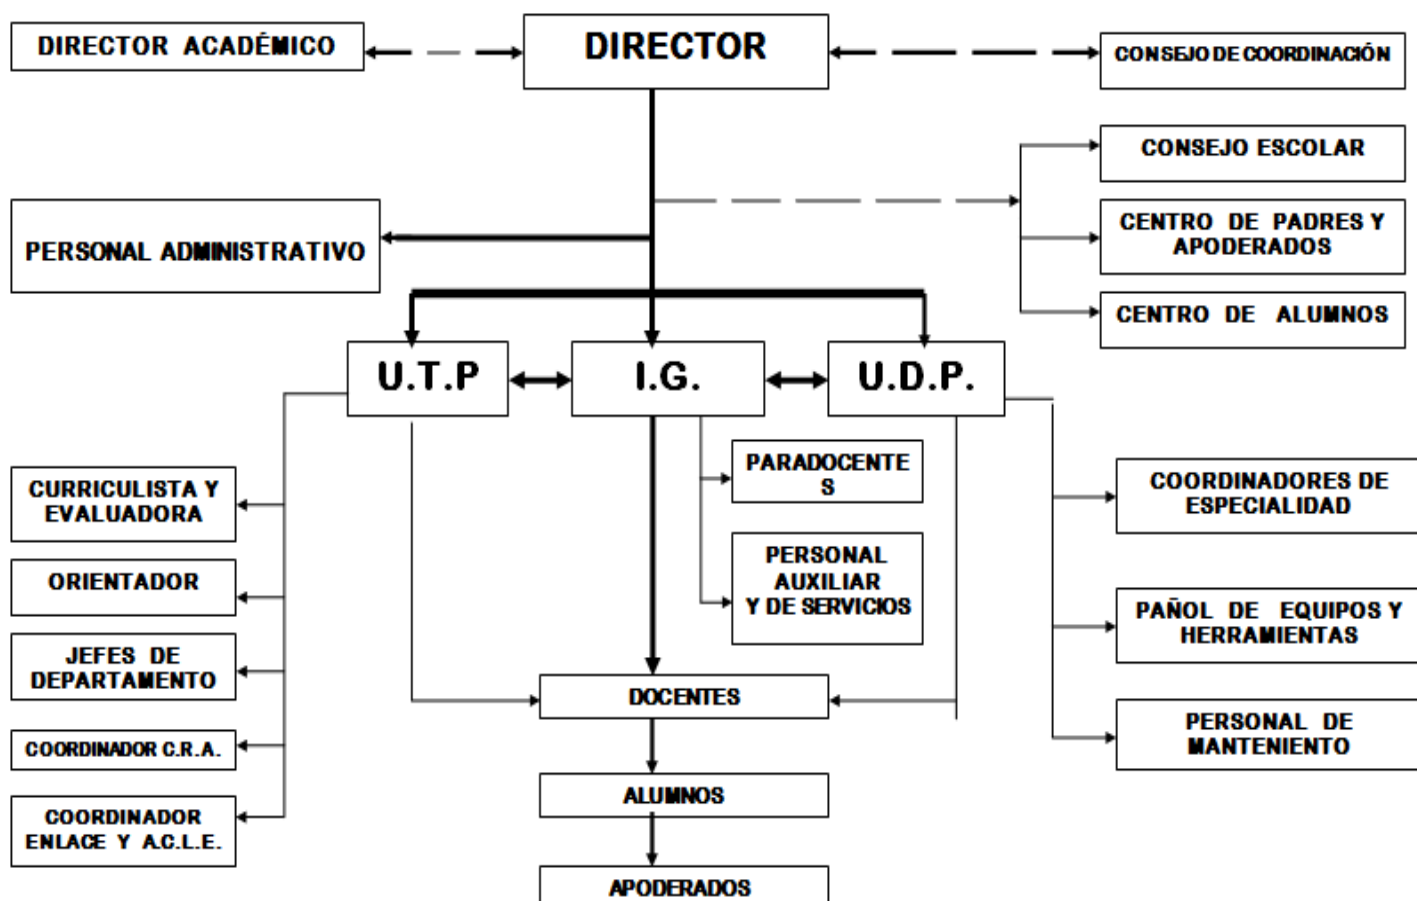 DIRECTOR ACADÉMICO
DIRECTOR
CONSEJO DE COORDINACIÓN
CONSEJO ESCOLAR
CENTRO DE PADRES Y
APODERADOS
CENTRO DE ALUMNOS
PERSONAL ADMINISTRATIVO
U.T.P
I.G.
U.D.P.
CURRICULISTA Y
EVALUADORA
ORIENTADOR
JEFES DE
DEPARTAMENTO
COORDINADOR C.R.A.
COORDINADOR
ENLACE Y A.C.L.E.
PARADOCENTE
S
PERSONAL
AUXILIAR
Y DE SERVICIOS
COORDINADORES DE
ESPECIALIDAD
PAÑOL DE EQUIPOS Y
HERRAMIENTAS
PERSONAL DE
MANTENIENTO
DOCENTES
ALUMNOS
APODERADOS